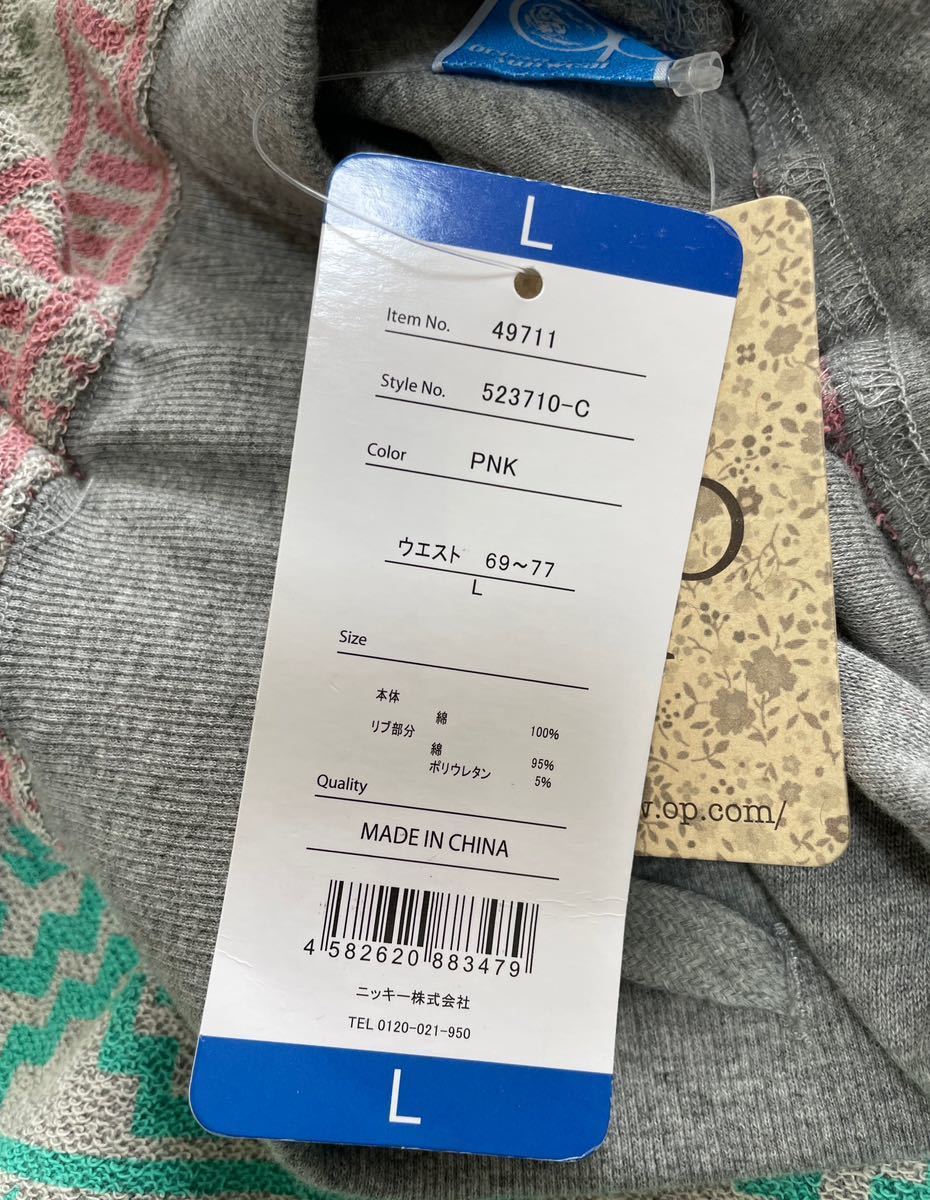 L
Item No. 49711
Style No. 523710-C
Color PNK
ウエスト 69～77
L
Size
本体
綿 100%
リブ部分
綿 95%
ポリウレタン 5%
Quality
MADE IN CHINA
4 582620 883479
ニッキー株式会社
TEL 0120-021-950
L
.op.com/